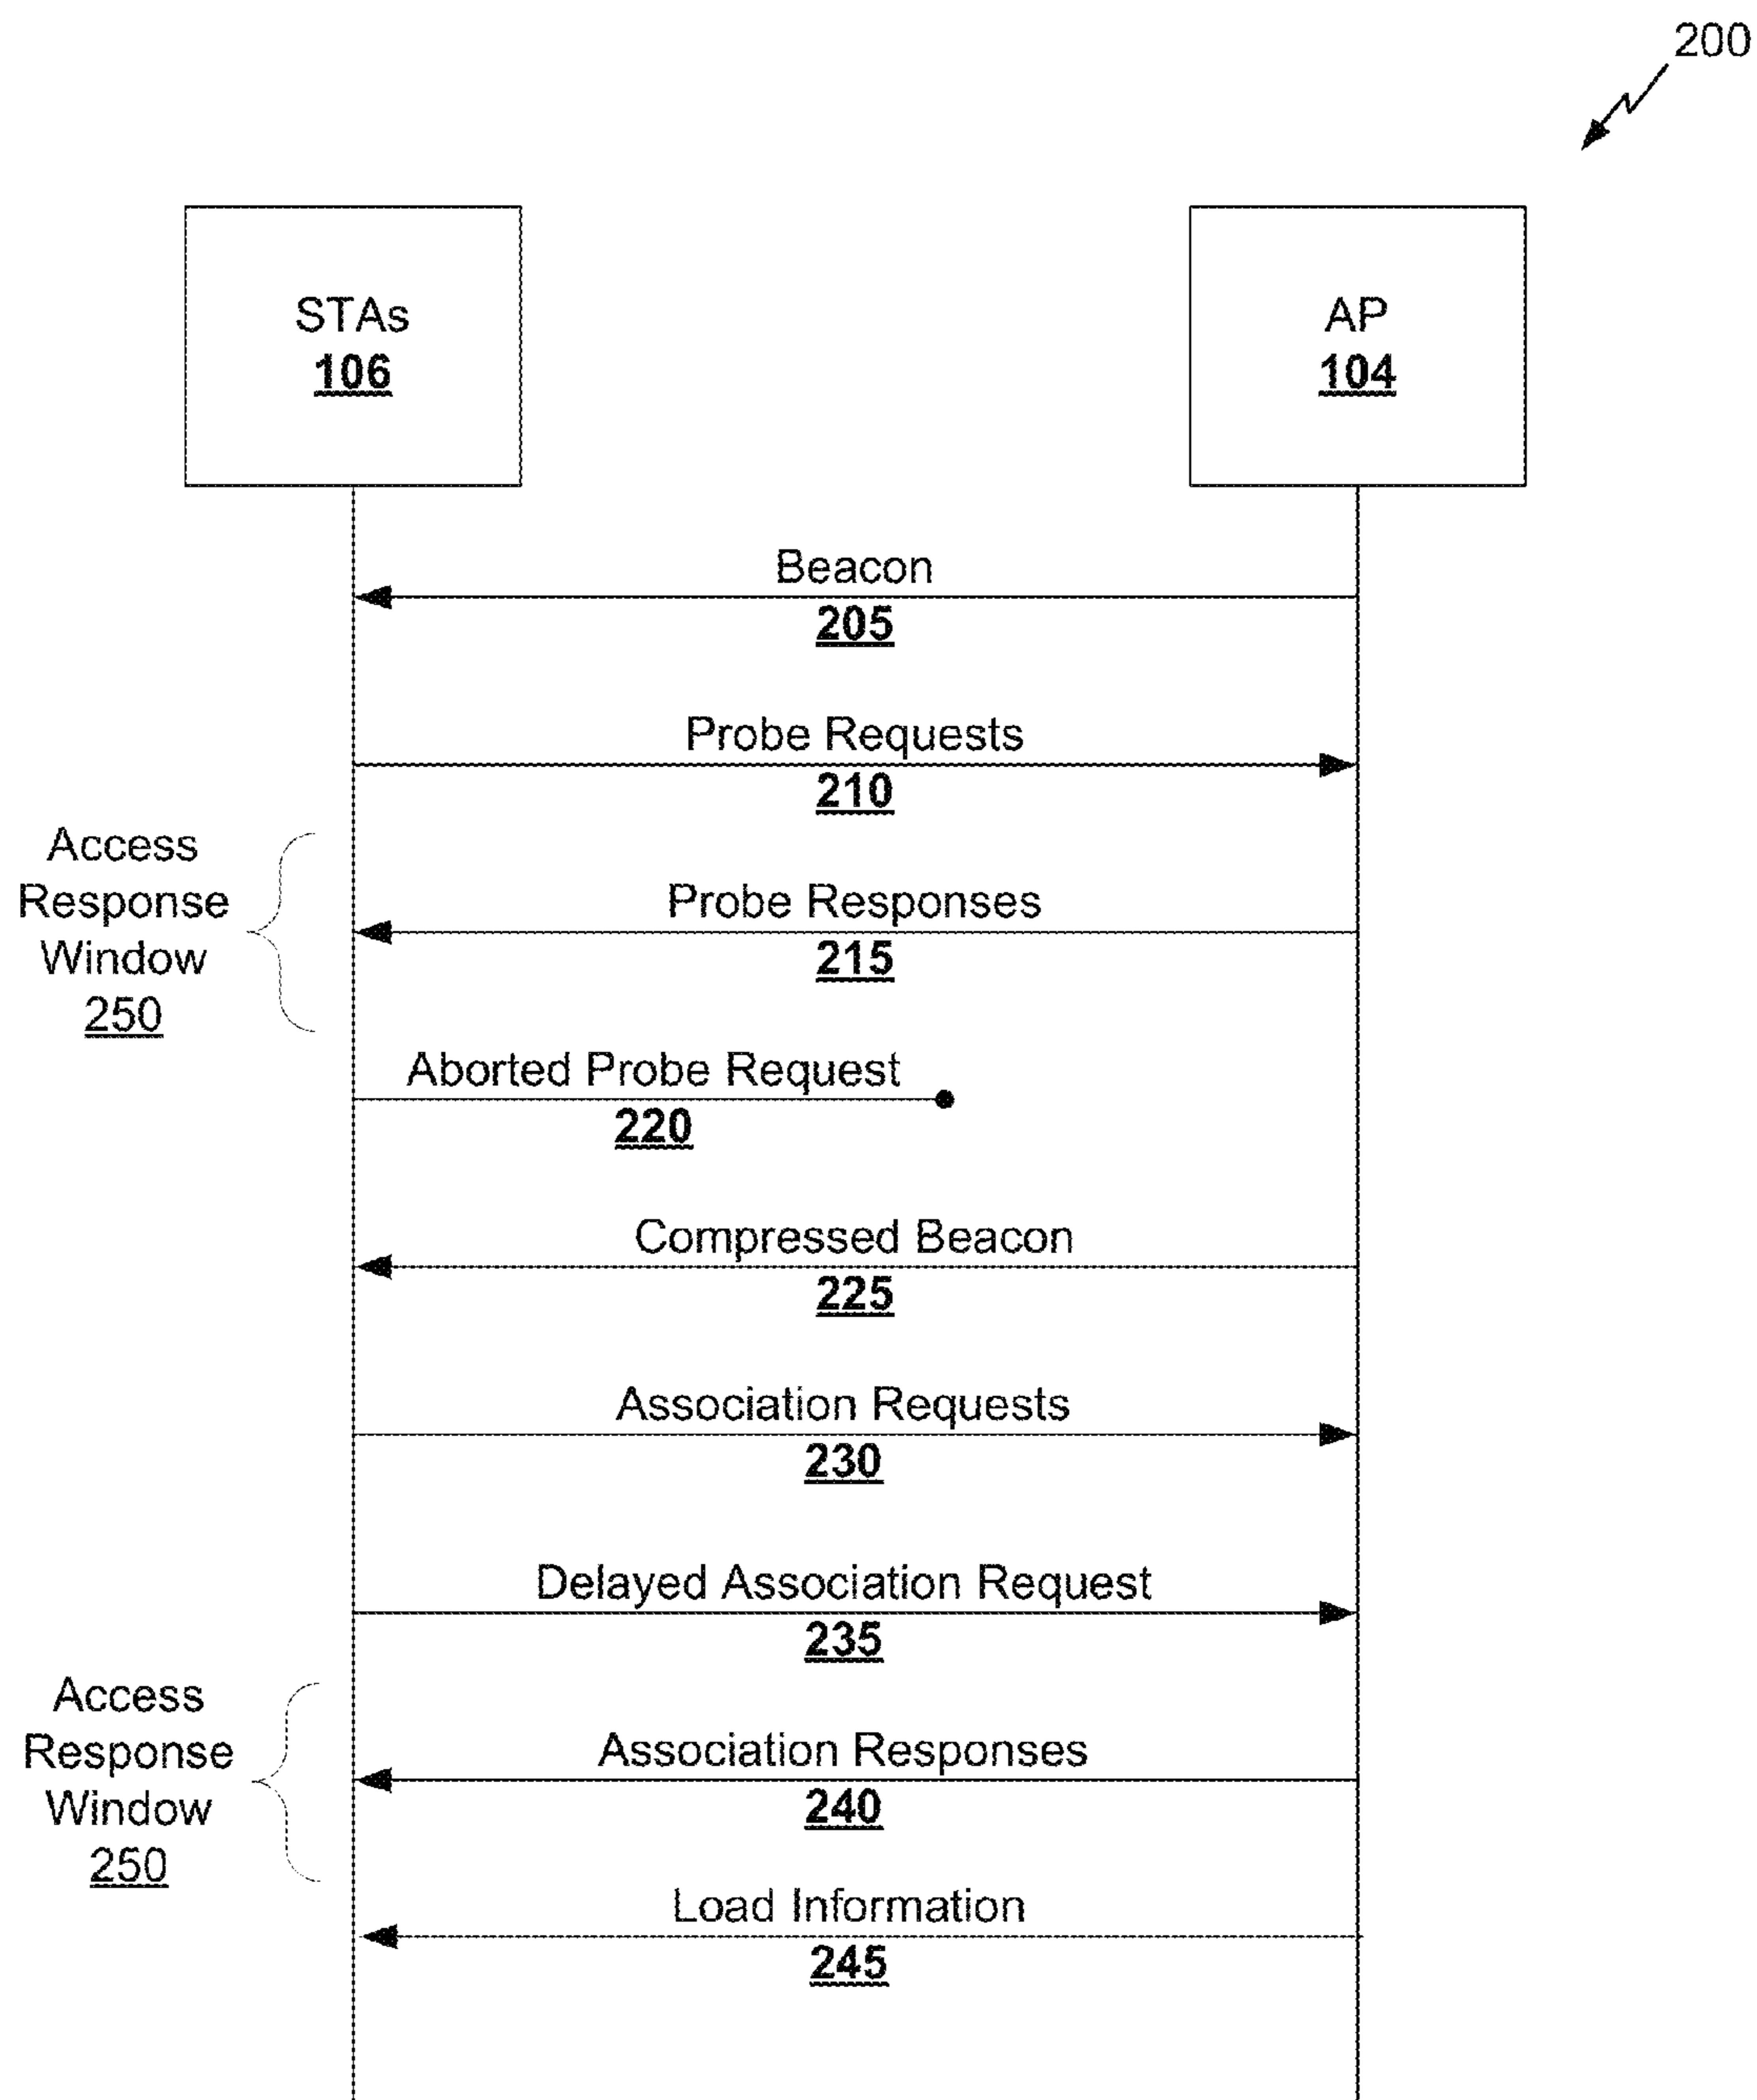 200
STAs
106
AP
104
Beacon
205
Probe Requests
210
Access
Response
Window
250
Probe Responses
215
Aborted Probe Request
220
Compressed Beacon
225
Association Requests
230
Delayed Association Request
235
Access
Response
Window
250
Association Responses
240
Load Information
245